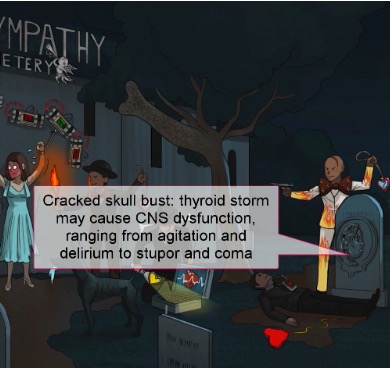 YMPATHY
ETERY
Cracked skull bust: thyroid storm
may cause CNS dysfunction,
ranging from agitation and
delirium to stupor and coma